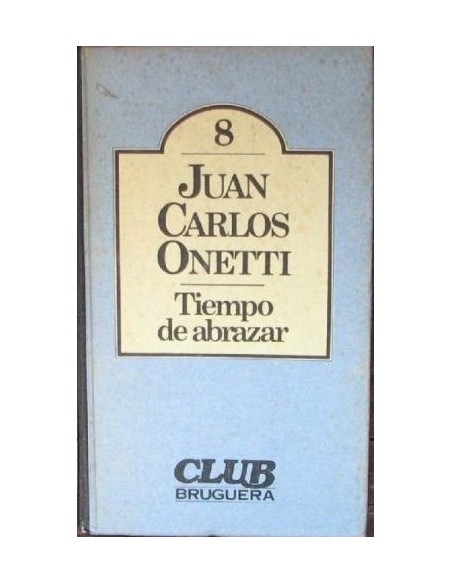 8
JUAN
CARLOS
ONETTI
Tiempo
de abrazar
CLUB
BRUGUERA